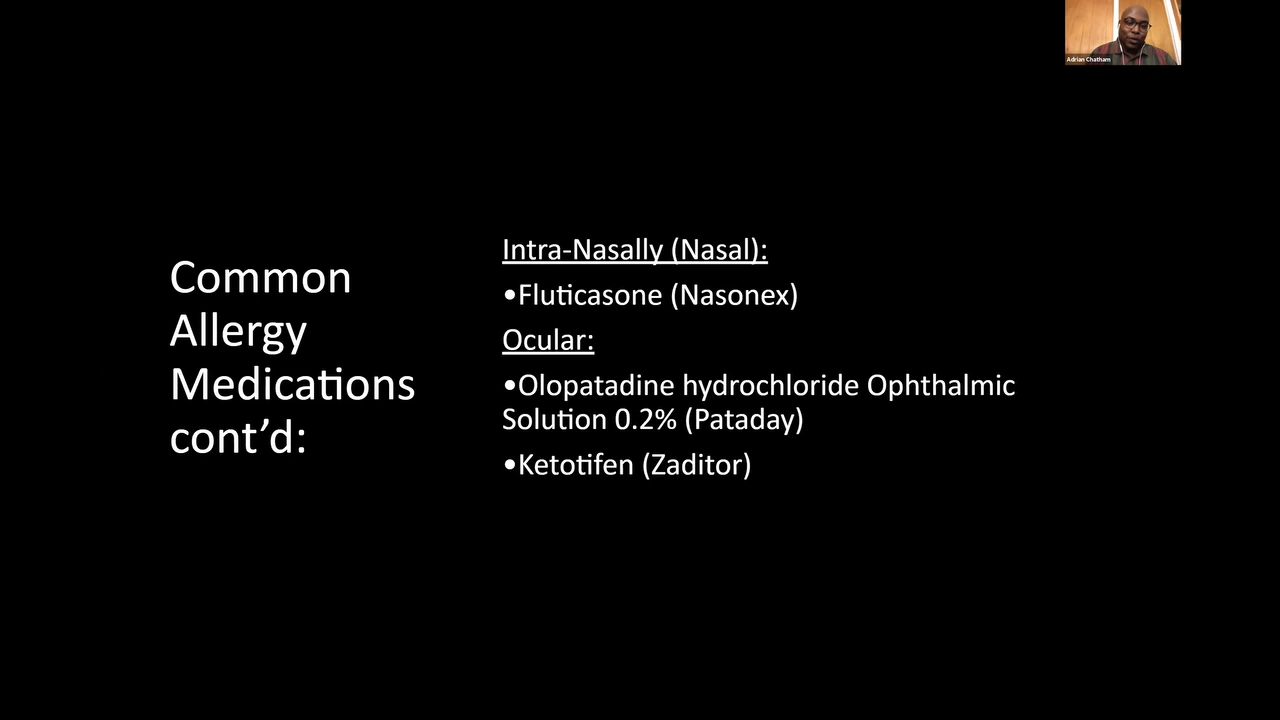 Adrian Chatham
Common
Allergy
Medications
cont’d:
Intra-Nasally (Nasal):
•Fluticasone (Nasonex)
Ocular:
•Olopatadine hydrochloride Ophthalmic
Solution 0.2% (Pataday)
•Ketotifen (Zaditor)